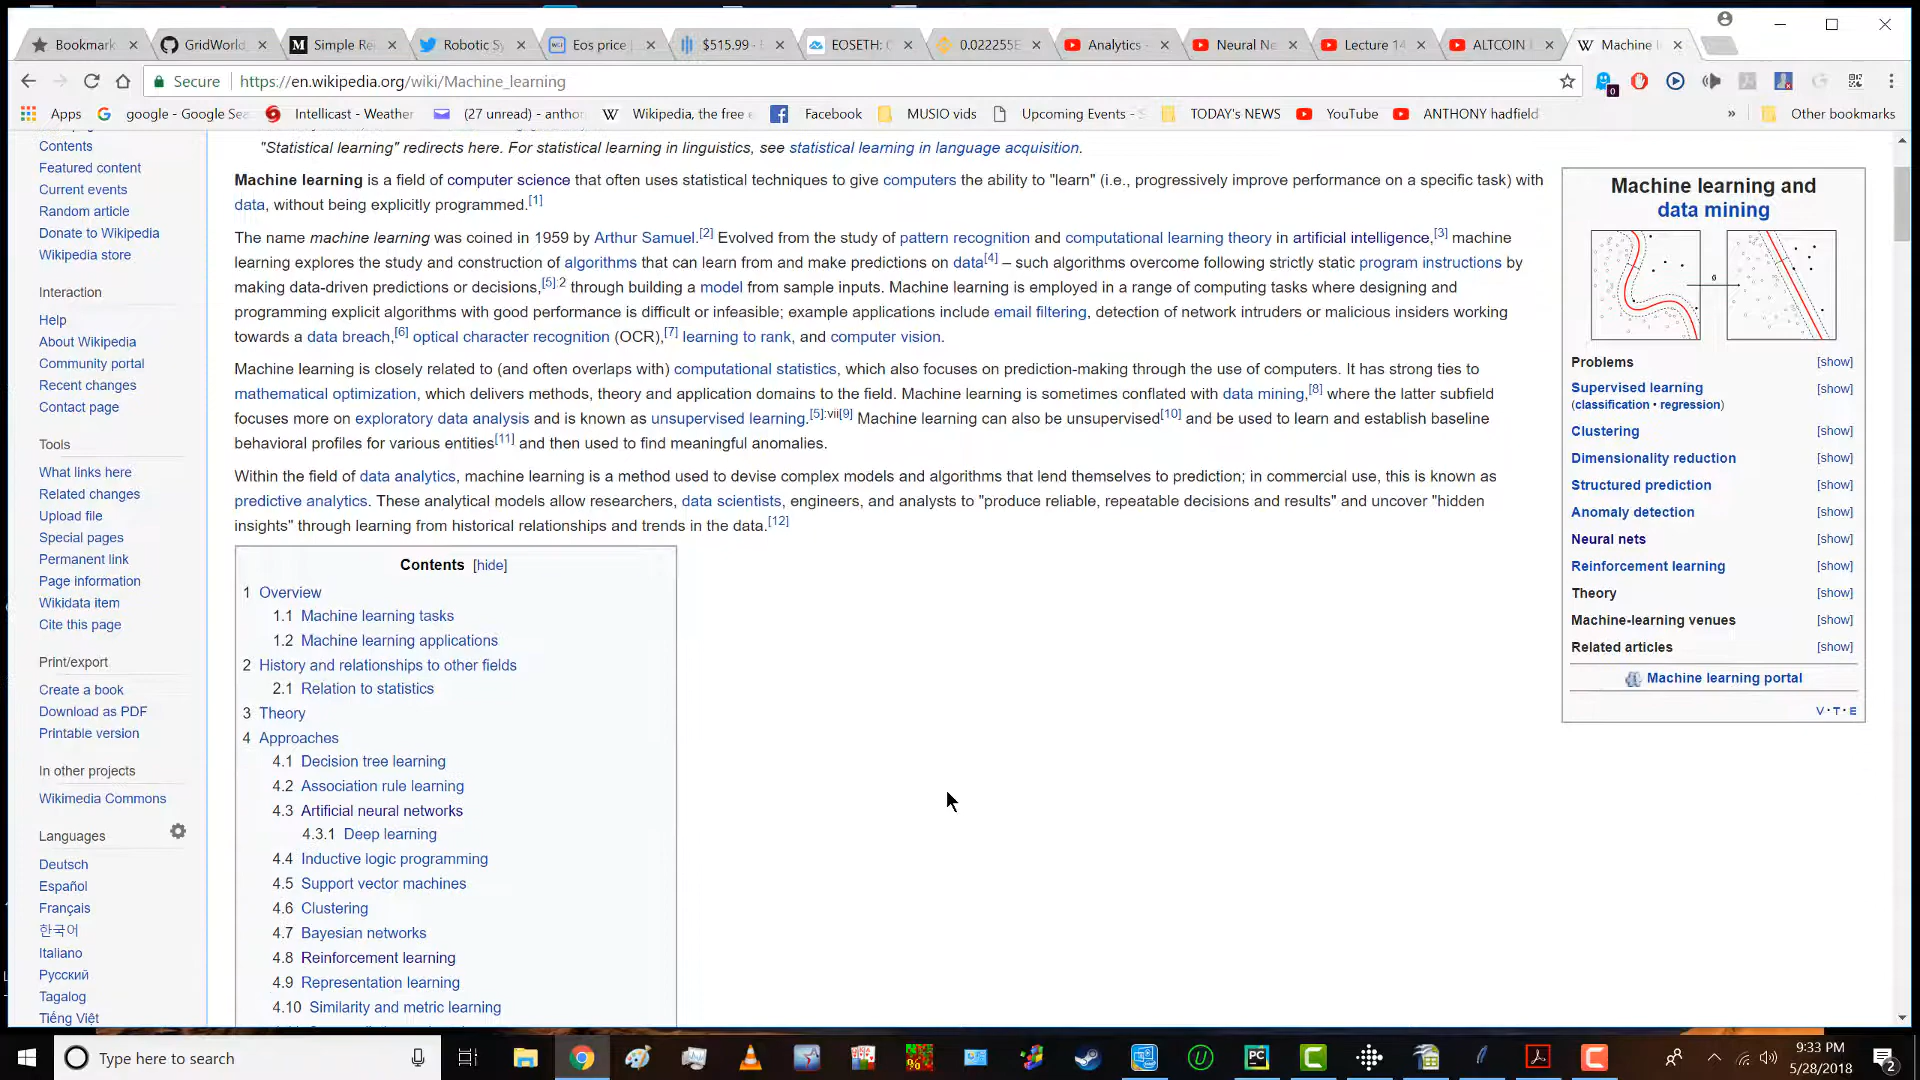 Bookmark
GridWorld
Simple Re
Robotic Sy
Eos price
$515.99 -
EOSETH: C
0.022255E
Analytics -
Neural Ne
Lecture 14
ALTCOIN
Machine l
Secure
https://en.wikipedia.org/wiki/Machine_learning
0
Apps
google - Google Sea
Intellicast - Weather
(27 unread) - anthon
Wikipedia, the free e
Facebook
MUSIO vids
Upcoming Events - S
TODAY'S NEWS
YouTube
ANTHONY hadfield
»
Other bookmarks
Contents
Featured content
Current events
Random article
Donate to Wikipedia
Wikipedia store
Interaction
Help
About Wikipedia
Community portal
Recent changes
Contact page
Tools
What links here
Related changes
Upload file
Special pages
Permanent link
Page information
Wikidata item
Cite this page
Print/export
Create a book
Download as PDF
Printable version
In other projects
Wikimedia Commons
Languages
Deutsch
Español
Français
한국어
Italiano
Русский
Tagalog
Tiếng Việt
"Statistical learning" redirects here. For statistical learning in linguistics, see statistical learning in language acquisition.
Machine learning is a field of computer science that often uses statistical techniques to give computers the ability to "learn" (i.e., progressively improve performance on a specific task) with
data, without being explicitly programmed.[1]
The name machine learning was coined in 1959 by Arthur Samuel.[2] Evolved from the study of pattern recognition and computational learning theory in artificial intelligence,[3] machine
learning explores the study and construction of algorithms that can learn from and make predictions on data[4] – such algorithms overcome following strictly static program instructions by
making data-driven predictions or decisions,[5]:2 through building a model from sample inputs. Machine learning is employed in a range of computing tasks where designing and
programming explicit algorithms with good performance is difficult or infeasible; example applications include email filtering, detection of network intruders or malicious insiders working
towards a data breach,[6] optical character recognition (OCR),[7] learning to rank, and computer vision.
Machine learning is closely related to (and often overlaps with) computational statistics, which also focuses on prediction-making through the use of computers. It has strong ties to
mathematical optimization, which delivers methods, theory and application domains to the field. Machine learning is sometimes conflated with data mining,[8] where the latter subfield
focuses more on exploratory data analysis and is known as unsupervised learning.[5]:vii[9] Machine learning can also be unsupervised[10] and be used to learn and establish baseline
behavioral profiles for various entities[11] and then used to find meaningful anomalies.
Within the field of data analytics, machine learning is a method used to devise complex models and algorithms that lend themselves to prediction; in commercial use, this is known as
predictive analytics. These analytical models allow researchers, data scientists, engineers, and analysts to "produce reliable, repeatable decisions and results" and uncover "hidden
insights" through learning from historical relationships and trends in the data.[12]
Contents [hide]
1 Overview
1.1 Machine learning tasks
1.2 Machine learning applications
2 History and relationships to other fields
2.1 Relation to statistics
3 Theory
4 Approaches
4.1 Decision tree learning
4.2 Association rule learning
4.3 Artificial neural networks
4.3.1 Deep learning
4.4 Inductive logic programming
4.5 Support vector machines
4.6 Clustering
4.7 Bayesian networks
4.8 Reinforcement learning
4.9 Representation learning
4.10 Similarity and metric learning
Machine learning and
data mining
Problems [show]
Supervised learning [show]
(classification • regression)
Clustering [show]
Dimensionality reduction [show]
Structured prediction [show]
Anomaly detection [show]
Neural nets [show]
Reinforcement learning [show]
Theory [show]
Machine-learning venues [show]
Related articles [show]
Machine learning portal
V · T · E
Type here to search
9:33 PM
5/28/2018
2